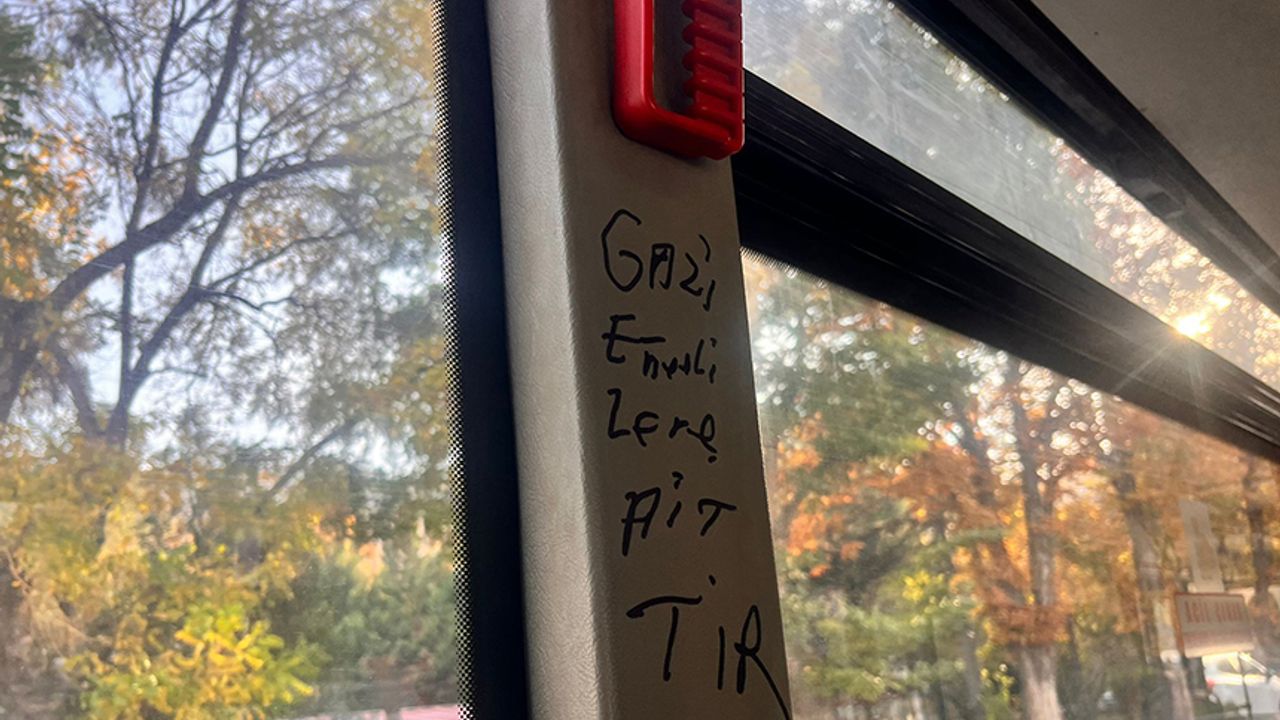 GAZi,
Emekli
Lere
AiT
TiR